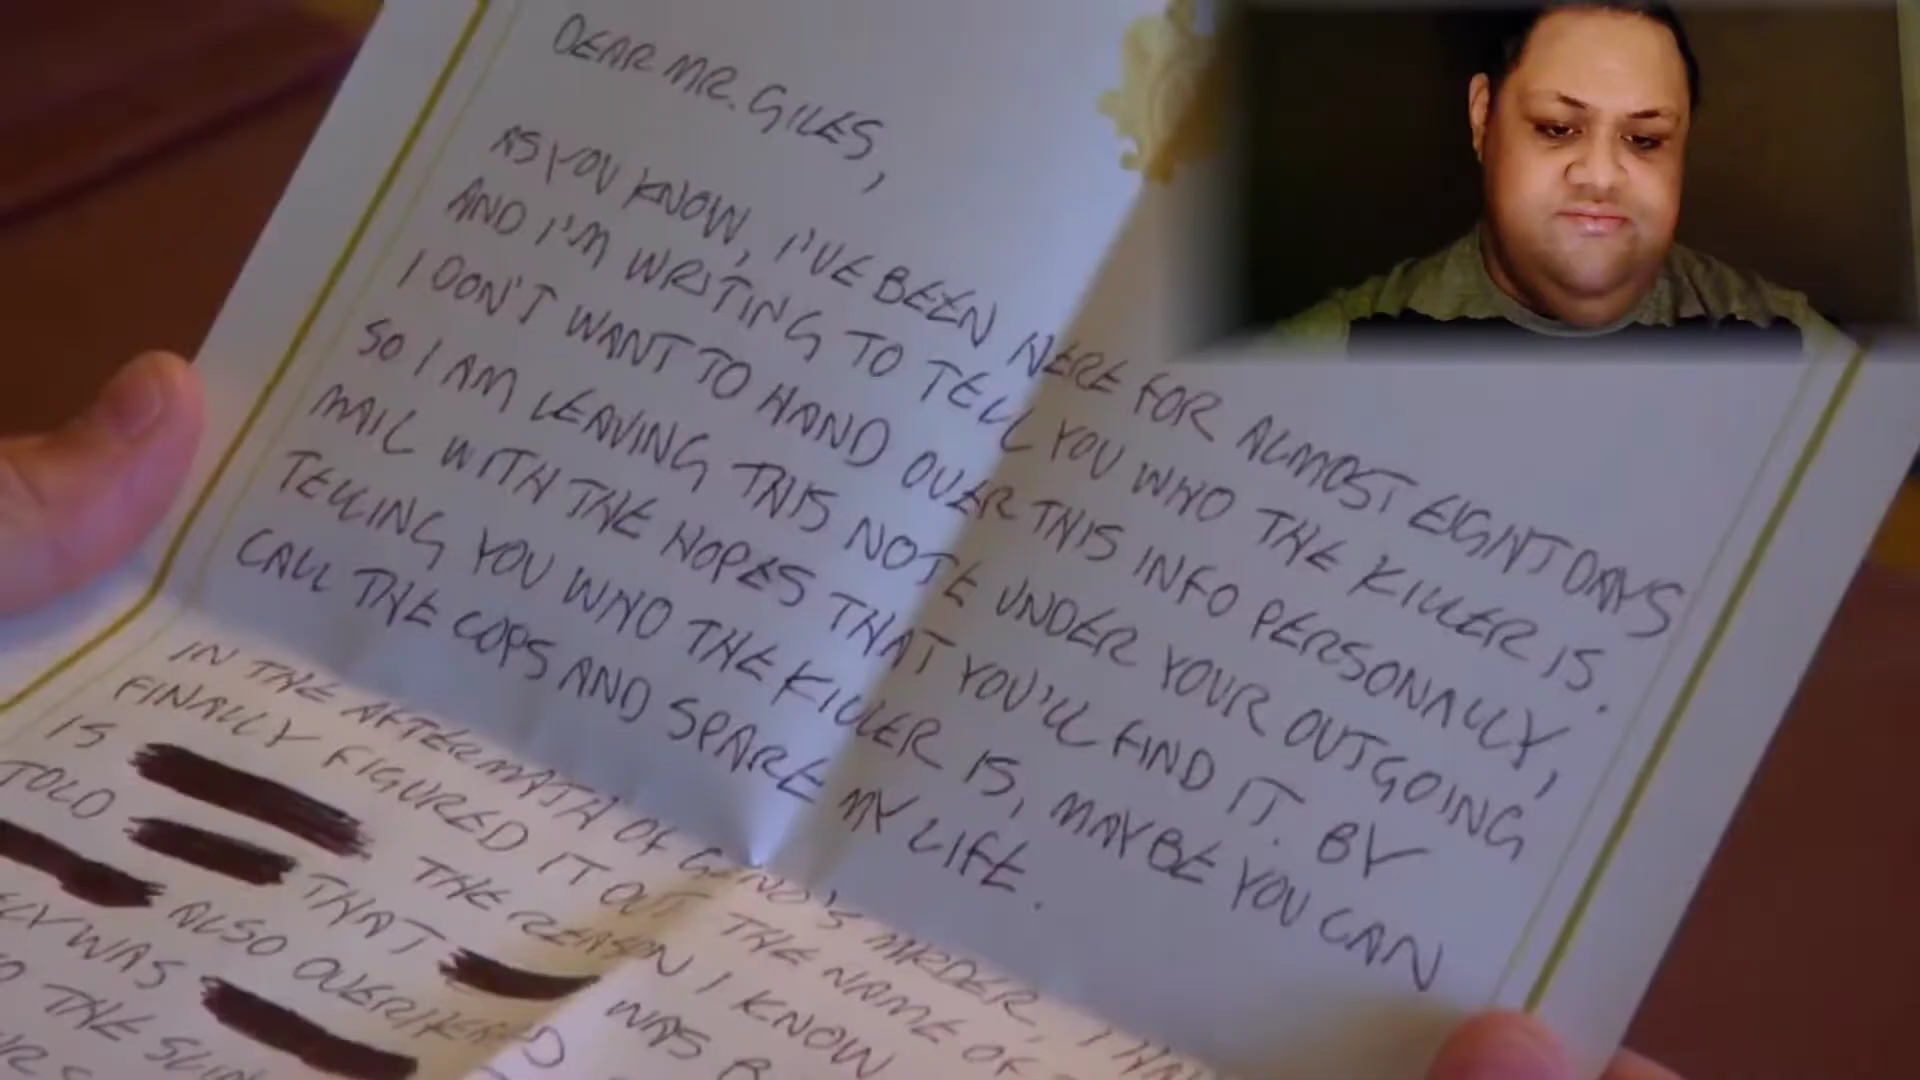 DEAR MR. GILES,
AS YOU KNOW, I'VE BEEN HERE FOR ALMOST EIGHT DAYS
AND I'M WRITING TO TELL YOU WHO THE KILLER IS.
I DON'T WANT TO HAND OVER THIS INFO PERSONALLY,
SO I AM LEAVING THIS NOTE UNDER YOUR OUTGOING
MAIL WITH THE HOPES THAT YOU'LL FIND IT. BY
TELLING YOU WHO THE KILLER IS, MAYBE YOU CAN
CALL THE COPS AND SPARE MY LIFE.
IN THE AFTERMATH OF GENO'S MURDER, I
FINALLY FIGURED IT OUT THE NAME OF
IS THE REASON I KNOW
TOLD THAT WAS
ALSO OVERHEARD
WAS
THE